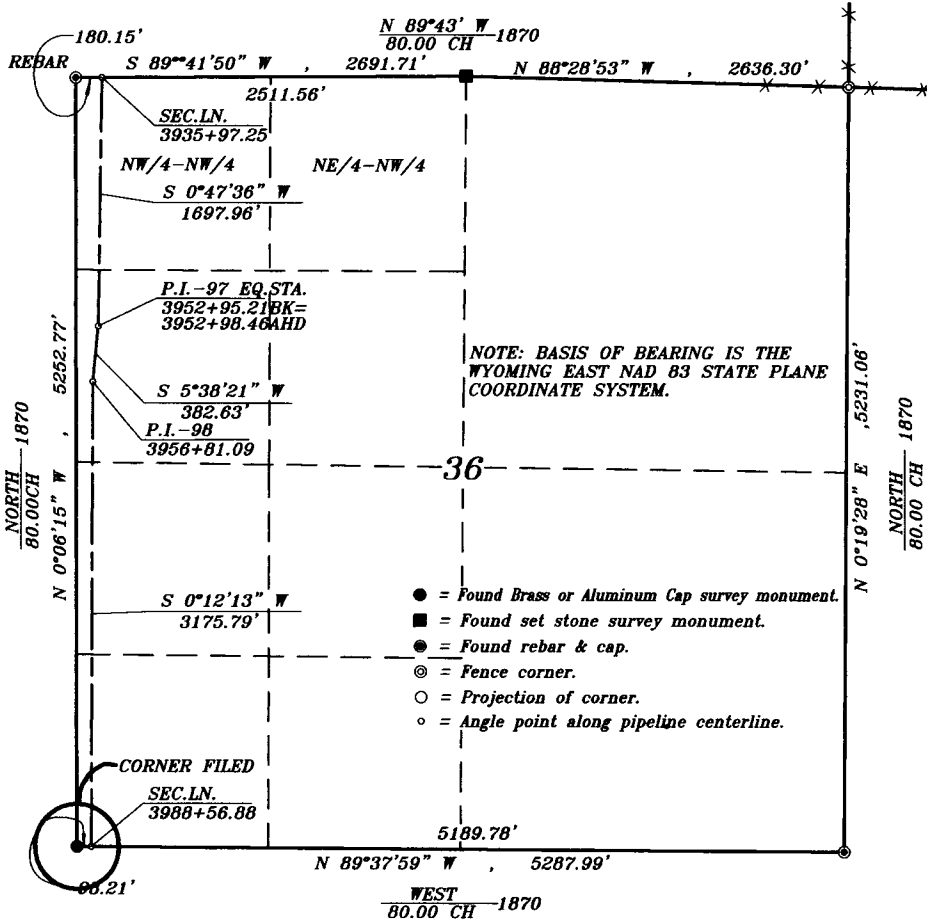 N 89°43' W
80.00 CH 1870
180.15'
REBAR
S 89°°41'50" W , 2691.71'
N 88°28'53" W , 2636.30'
2511.56'
SEC.LN.
3935+97.25
NW/4-NW/4
NE/4-NW/4
S 0°47'36" W
1697.96'
P.I.-97 EQ.STA.
3952+95.21BK=
3952+98.46AHD
NOTE: BASIS OF BEARING IS THE
WYOMING EAST NAD 83 STATE PLANE
COORDINATE SYSTEM.
S 5°38'21" W
382.63'
P.I.-98
3956+81.09
NORTH 1870
80.00CH
N 0°06'15" W , 5252.77'
36
N 0°19'28" E ,5231.06'
NORTH 1870
80.00 CH
S 0°12'13" W
3175.79'
● = Found Brass or Aluminum Cap survey monument.
■ = Found set stone survey monument.
= Found rebar & cap.
◎ = Fence corner.
○ = Projection of corner.
○ = Angle point along pipeline centerline.
CORNER FILED
SEC.LN.
3988+56.88
98.21'
5189.78'
N 89°37'59" W , 5287.99'
WEST
80.00 CH 1870